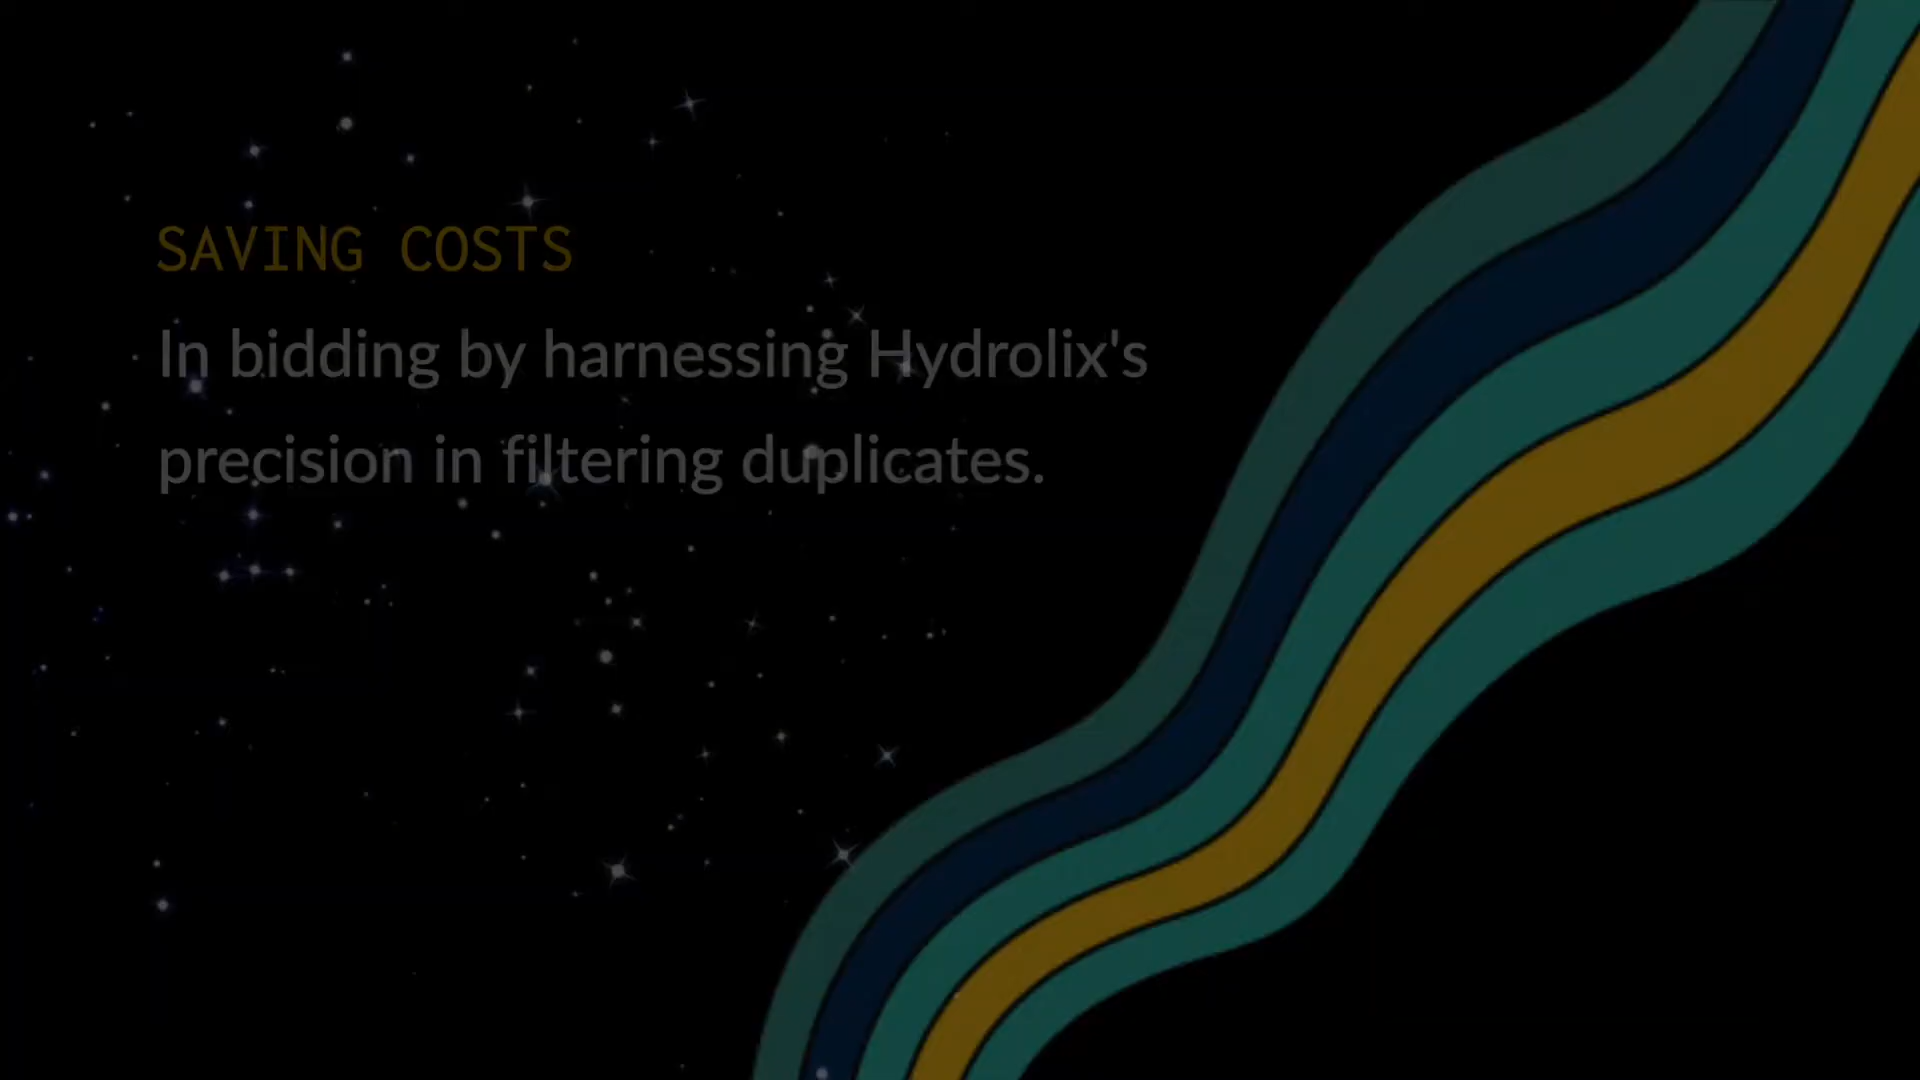 SAVING COSTS
In bidding by harnessing Hydrolix's
precision in filtering duplicates.